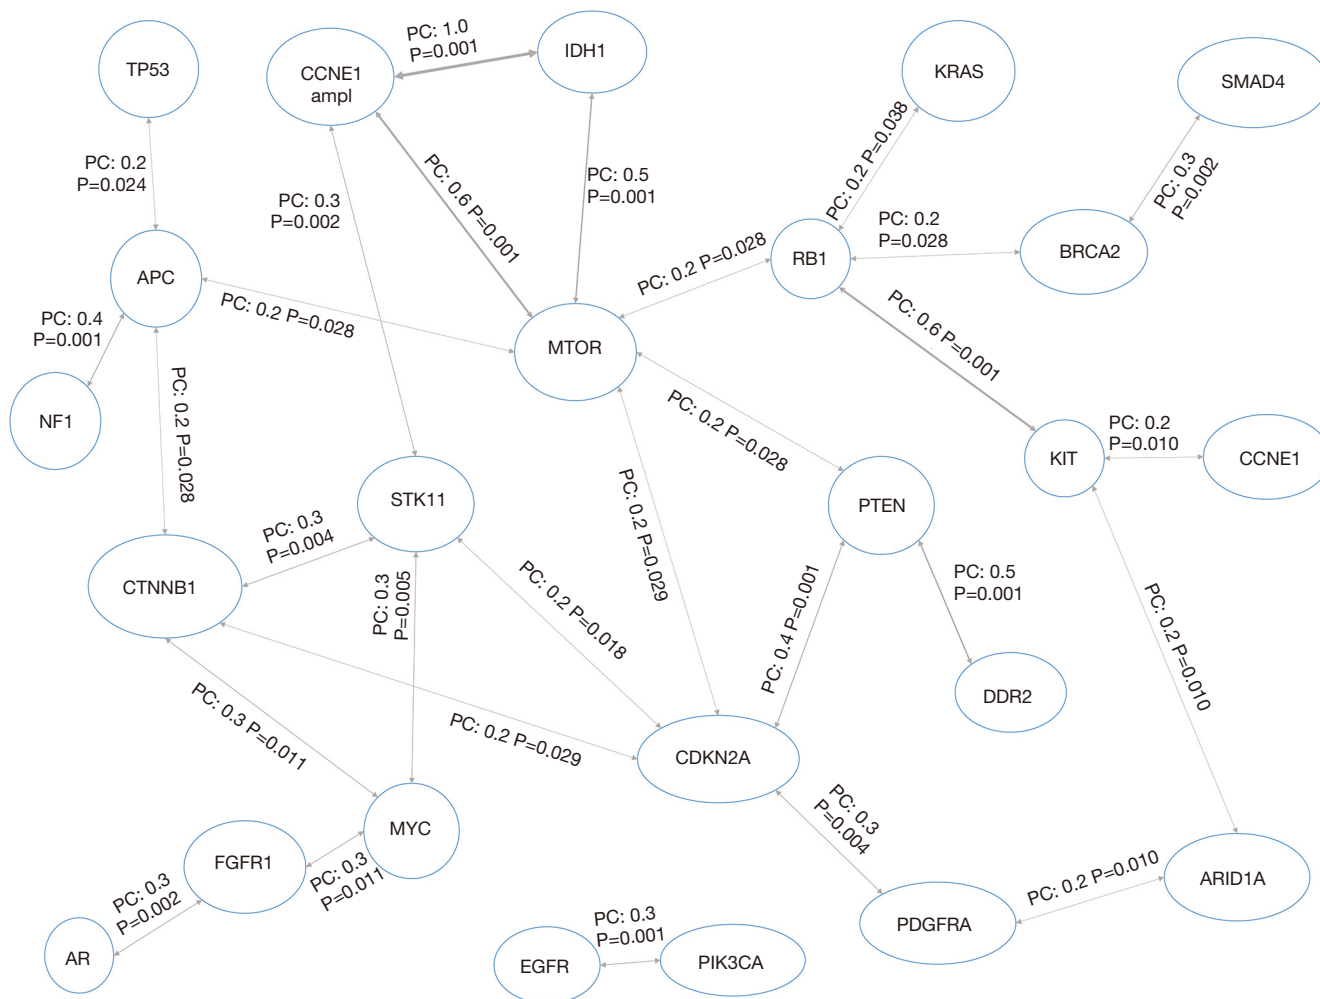 TP53
CCNE1
ampl
PC: 1.0
P=0.001
IDH1
KRAS
SMAD4
PC: 0.2
P=0.024
PC: 0.3
P=0.002
PC: 0.6 P=0.001
PC: 0.5
P=0.001
PC: 0.2 P=0.038
PC: 0.3
P=0.002
APC
PC: 0.2 P=0.028
PC: 0.2 P=0.028
RB1
PC: 0.2
P=0.028
BRCA2
PC: 0.4
P=0.001
MTOR
PC: 0.6 P=0.001
NF1
PC: 0.2 P=0.028
PC: 0.2 P=0.028
KIT
PC: 0.2
P=0.010
CCNE1
STK11
PTEN
PC: 0.3
P=0.004
PC: 0.2 P=0.029
CTNNB1
PC: 0.3
P=0.005
PC: 0.2 P=0.018
PC: 0.4 P=0.001
PC: 0.5
P=0.001
PC: 0.2 P=0.010
DDR2
PC: 0.3 P=0.011
PC: 0.2 P=0.029
CDKN2A
MYC
PC: 0.3
P=0.004
FGFR1
PC: 0.3
P=0.011
PC: 0.2 P=0.010
ARID1A
PC: 0.3
P=0.002
PDGFRA
AR
EGFR
PC: 0.3
P=0.001
PIK3CA